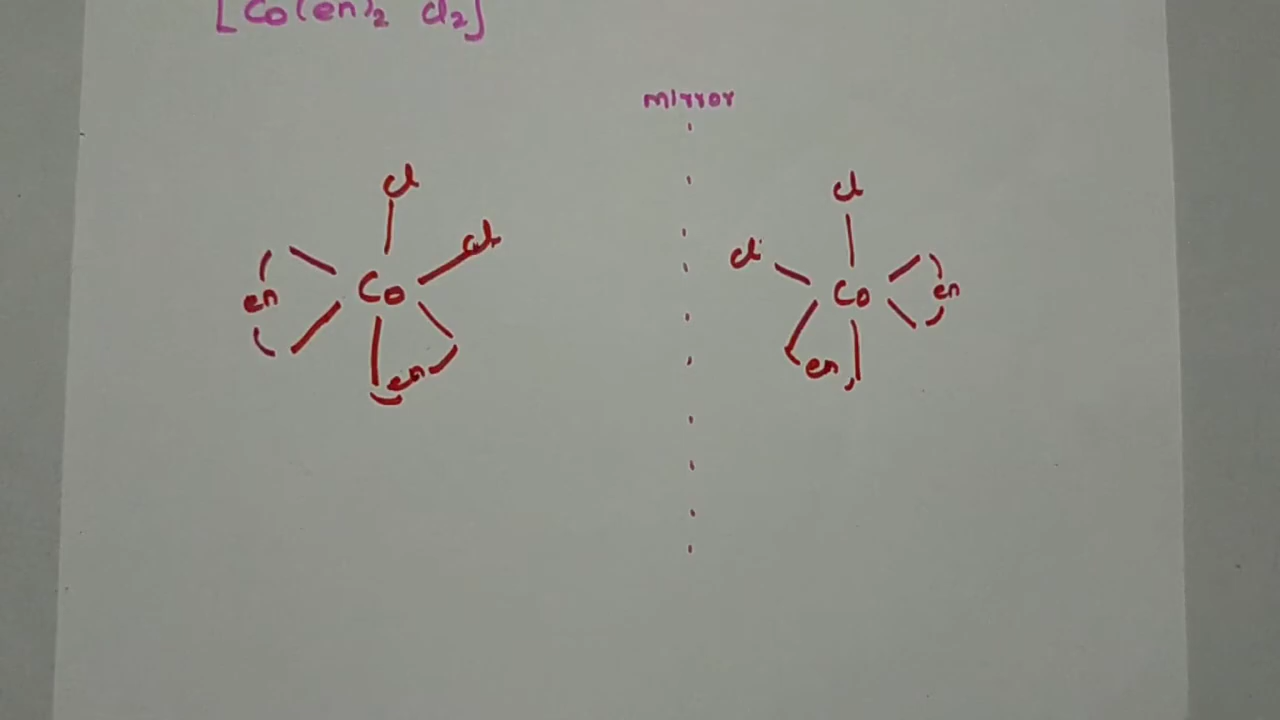 [Co(en)2 Cl2]
mirror
Cl Cl
Cl Cl
en Co Co en
en en